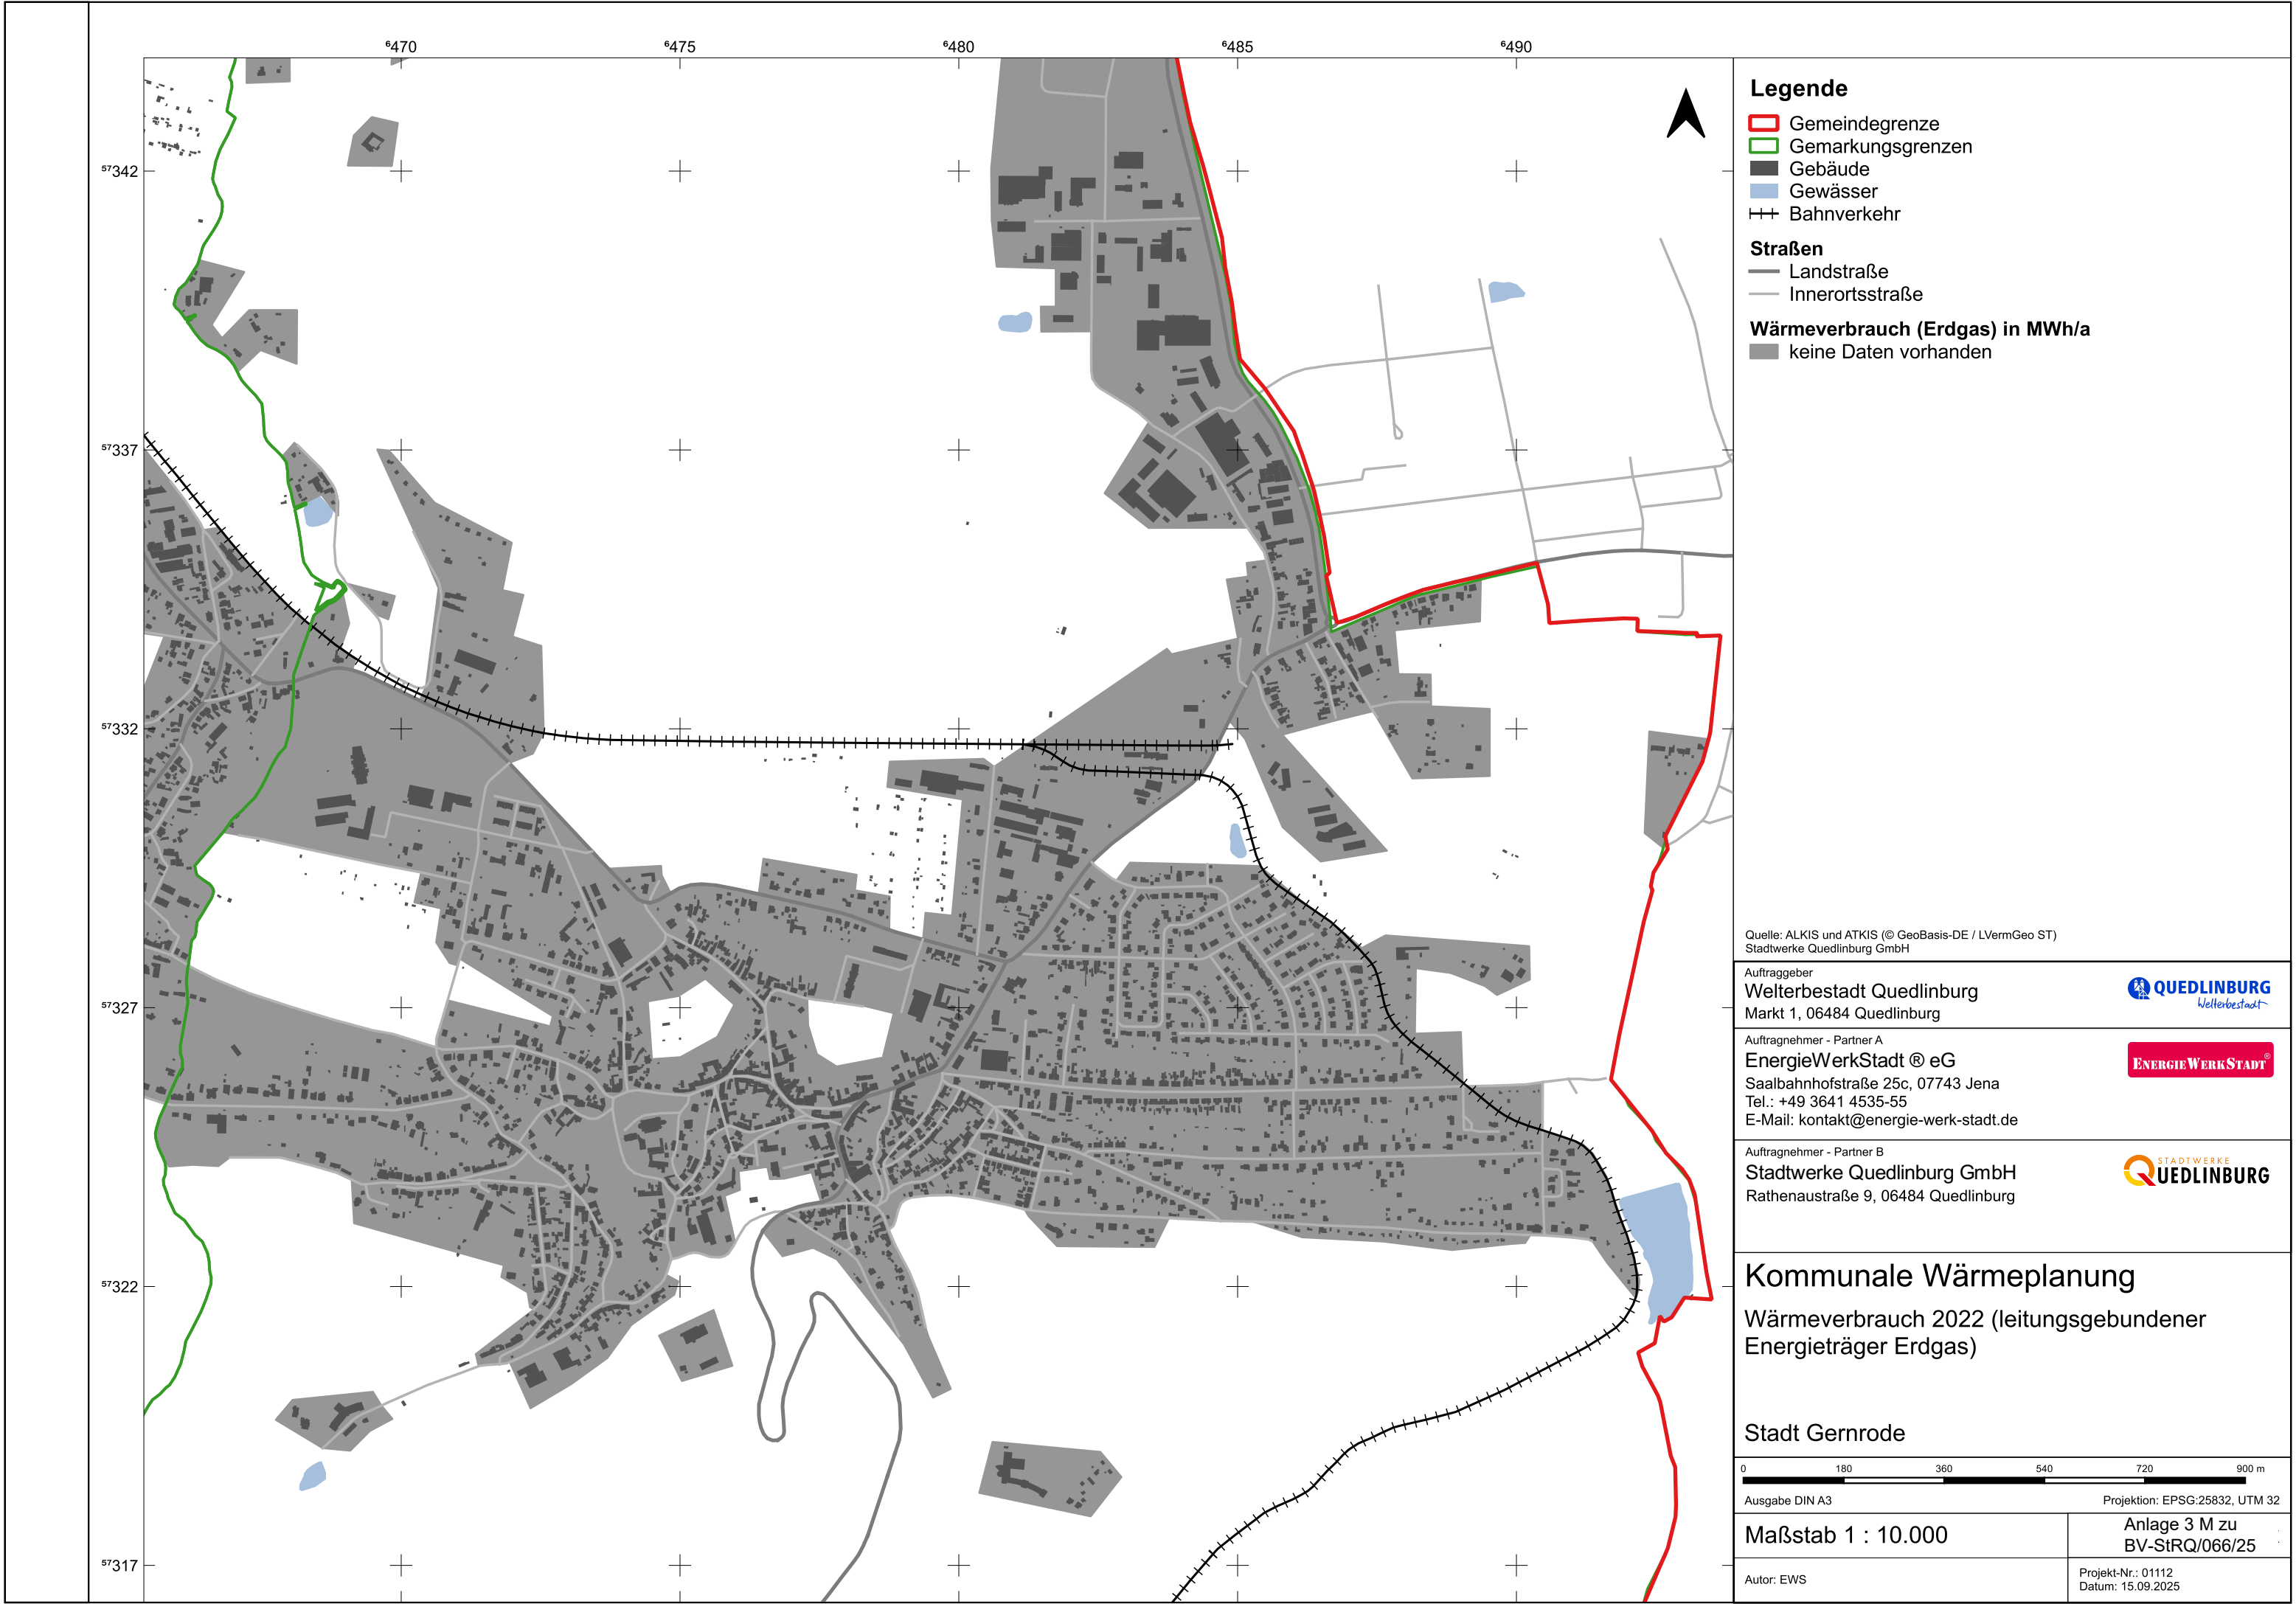 ⁶470 ⁶475 ⁶480 ⁶485 ⁶490
⁵⁷342
⁵⁷337
⁵⁷332
⁵⁷327
⁵⁷322
⁵⁷317
Legende
Gemeindegrenze
Gemarkungsgrenzen
Gebäude
Gewässer
Bahnverkehr
Straßen
Landstraße
Innerortsstraße
Wärmeverbrauch (Erdgas) in MWh/a
keine Daten vorhanden
Quelle: ALKIS und ATKIS (© GeoBasis-DE / LVermGeo ST)
Stadtwerke Quedlinburg GmbH
Auftraggeber
Welterbestadt Quedlinburg
Markt 1, 06484 Quedlinburg
QUEDLINBURG
Welterbestadt
Auftragnehmer - Partner A
EnergieWerkStadt ® eG
Saalbahnhofstraße 25c, 07743 Jena
Tel.: +49 3641 4535-55
E-Mail: kontakt@energie-werk-stadt.de
ENERGIEWERKSTADT®
Auftragnehmer - Partner B
Stadtwerke Quedlinburg GmbH
Rathenaustraße 9, 06484 Quedlinburg
STADTWERKE
QUEDLINBURG
Kommunale Wärmeplanung
Wärmeverbrauch 2022 (leitungsgebundener
Energieträger Erdgas)
Stadt Gernrode
0 180 360 540 720 900 m
Ausgabe DIN A3 Projektion: EPSG:25832, UTM 32
Maßstab 1 : 10.000
Anlage 3 M zu
BV-StRQ/066/25
Autor: EWS
Projekt-Nr.: 01112
Datum: 15.09.2025